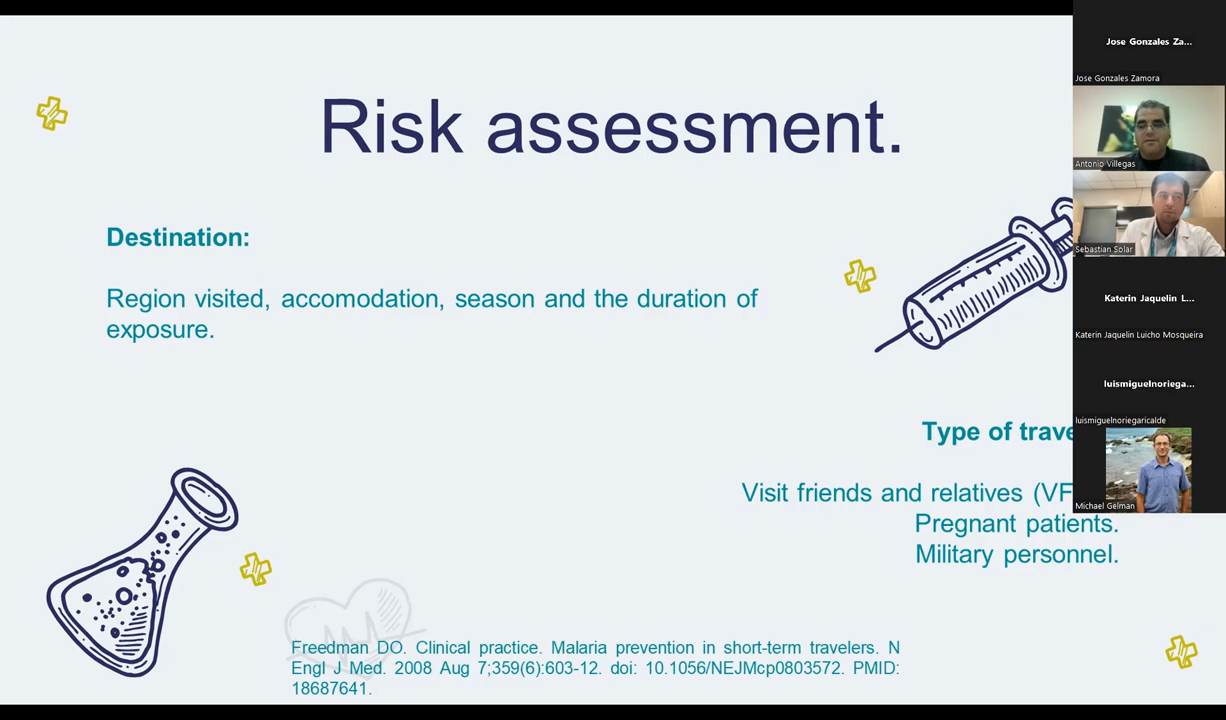 Risk assessment.
Destination:
Region visited, accomodation, season and the duration of
exposure.
Type of trave
Visit friends and relatives (VF
Pregnant patients.
Military personnel.
Freedman DO. Clinical practice. Malaria prevention in short-term travelers. N
Engl J Med. 2008 Aug 7;359(6):603-12. doi: 10.1056/NEJMcp0803572. PMID:
18687641.
Jose Gonzales Za...
Jose Gonzales Zamora
Antonio Villegas
Sebastian Solar
Katerin Jaquelin L...
Katerin Jaquelin Luicho Mosqueira
luismiguelnoriega...
luismiguelnoriegaricalde
Michael Gelman